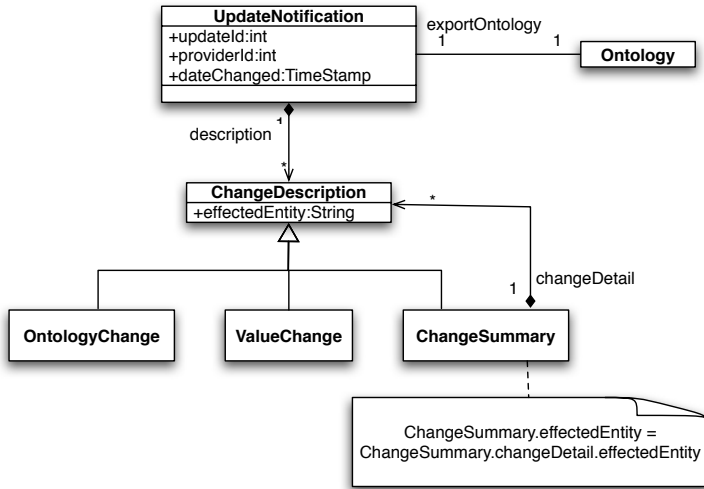 UpdateNotification
+updateId:int
+providerId:int
+dateChanged:TimeStamp
exportOntology
1
1
Ontology
1
description
*
ChangeDescription
+effectedEntity:String
*
changeDetail
1
OntologyChange
ValueChange
ChangeSummary
ChangeSummary.effectedEntity =
ChangeSummary.changeDetail.effectedEntity